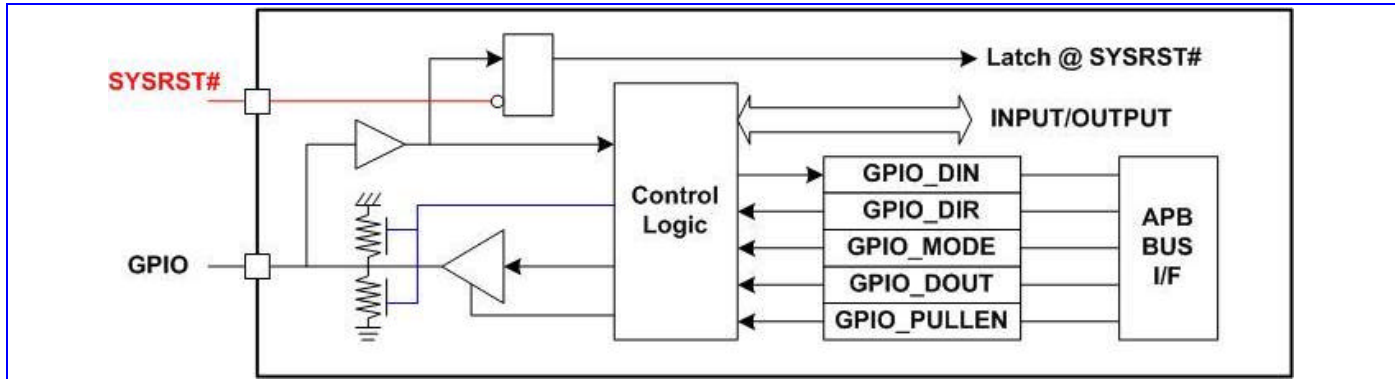 SYSRST#
Latch @ SYSRST#
INPUT/OUTPUT
GPIO
Control
Logic
GPIO_DIN
GPIO_DIR
GPIO_MODE
GPIO_DOUT
GPIO_PULLEN
APB
BUS
I/F